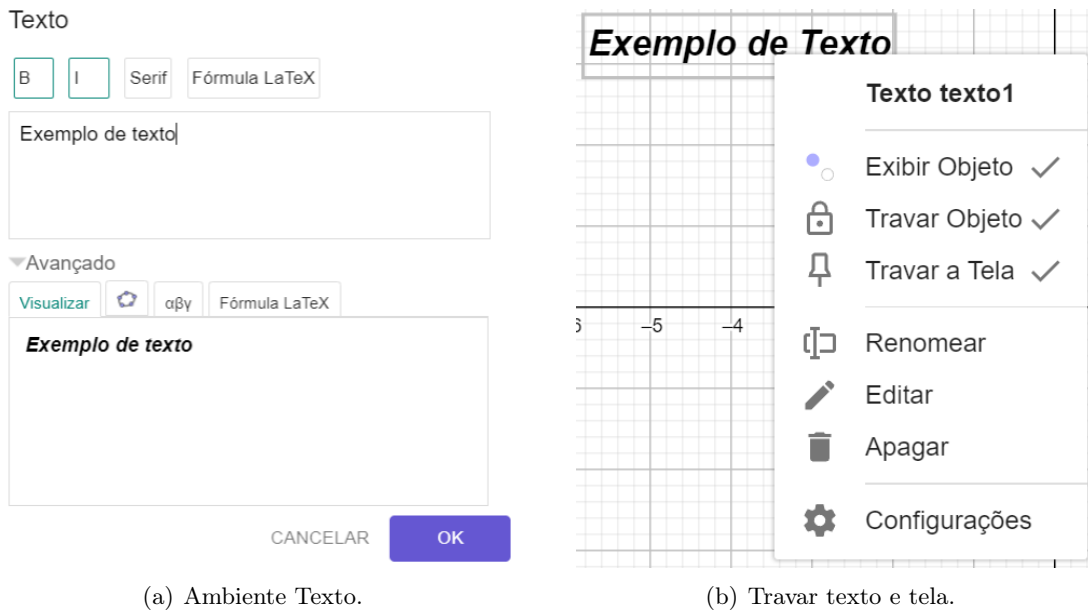 Texto
B I Serif Fórmula LaTeX
Exemplo de texto
Avançado
Visualizar αβγ Fórmula LaTeX
Exemplo de texto
CANCELAR OK
(a) Ambiente Texto.
Exemplo de Texto
Texto texto1
Exibir Objeto
Travar Objeto
Travar a Tela
6 –5 –4
Renomear
Editar
Apagar
Configurações
(b) Travar texto e tela.